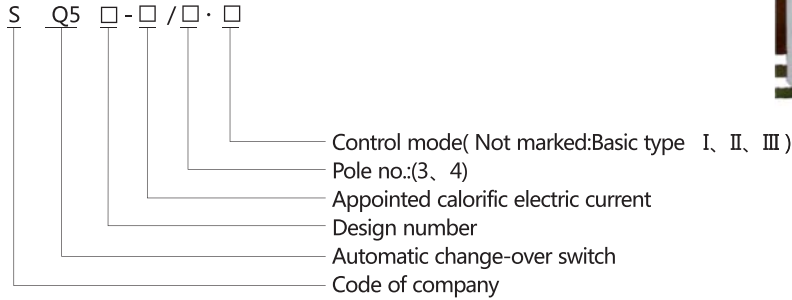 S Q5 □-□/□·□
Control mode( Not marked:Basic type Ⅰ、Ⅱ、Ⅲ )
Pole no.:(3、4)
Appointed calorific electric current
Design number
Automatic change-over switch
Code of company